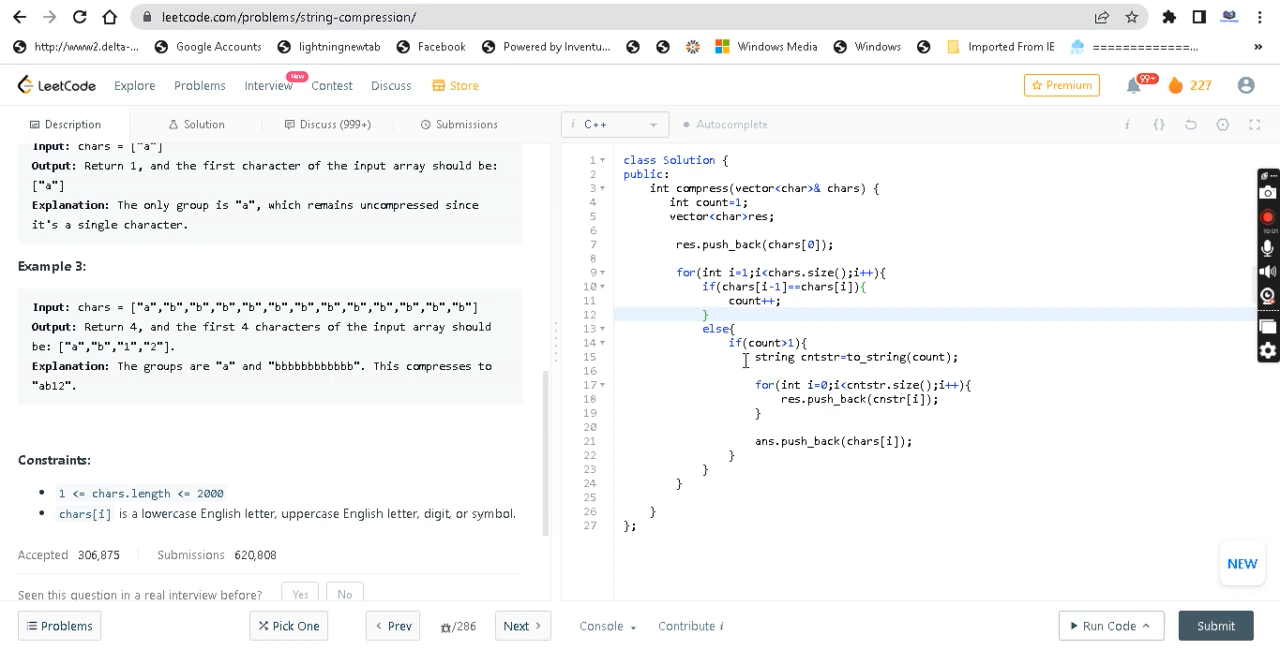 leetcode.com/problems/string-compression/
http://www2.delta-... Google Accounts lightningnewtab Facebook Powered by Inventu... Windows Media Windows Imported From IE ============...
»
LeetCode Explore Problems Interview New Contest Discuss Store Premium 99+ 227
Description Solution Discuss (999+) Submissions i C++ Autocomplete i {}
Input: chars = ["a"]
Output: Return 1, and the first character of the input array should be:
["a"]
Explanation: The only group is "a", which remains uncompressed since
it's a single character.
Example 3:
Input: chars = ["a","b","b","b","b","b","b","b","b","b","b","b","b"]
Output: Return 4, and the first 4 characters of the input array should
be: ["a","b","1","2"].
Explanation: The groups are "a" and "bbbbbbbbbbbb". This compresses to
"ab12".
Constraints:
1 <= chars.length <= 2000
chars[i] is a lowercase English letter, uppercase English letter, digit, or symbol.
Accepted 306,875 Submissions 620,808
Seen this question in a real interview before? Yes No
1 class Solution {
2 public:
3 int compress(vector<char>& chars) {
4 int count=1;
5 vector<char>res;
6
7 res.push_back(chars[0]);
8
9 for(int i=1;i<chars.size();i++){
10 if(chars[i-1]==chars[i]){
11 count++;
12 }
13 else{
14 if(count>1){
15 string cntstr=to_string(count);
16
17 for(int i=0;i<cntstr.size();i++){
18 res.push_back(cnstr[i]);
19 }
20
21 ans.push_back(chars[i]);
22 }
23 }
24 }
25
26 }
27 };
NEW
Problems Pick One < Prev /286 Next > Console Contribute i Run Code Submit